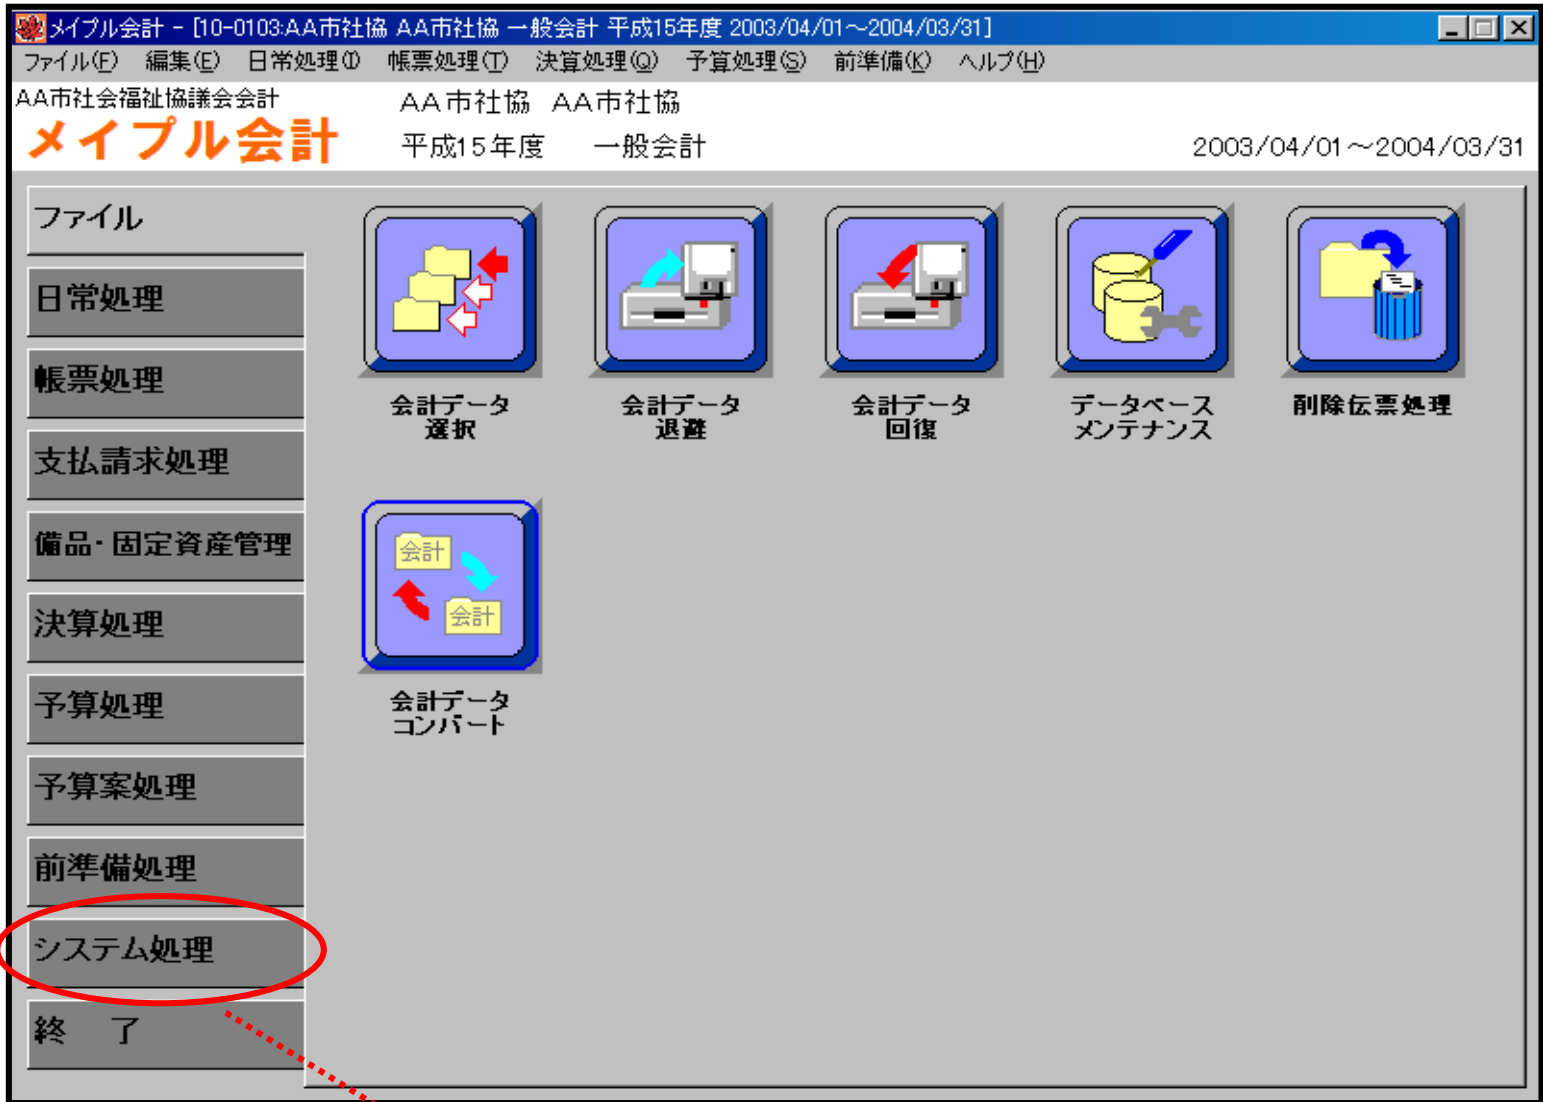 メイプル会計 - [10-0103:AA市社協 AA市社協 一般会計 平成15年度 2003/04/01～2004/03/31]
ファイル(F) 編集(E) 日常処理(I) 帳票処理(T) 決算処理(Q) 予算処理(S) 前準備(K) ヘルプ(H)
AA市社会福祉協議会会計
AA市社協 AA市社協
メイプル会計
平成15年度 一般会計 2003/04/01～2004/03/31
ファイル
日常処理
帳票処理
支払請求処理
備品・固定資産管理
決算処理
予算処理
予算案処理
前準備処理
システム処理
終 了
会計データ
選択
会計データ
退避
会計データ
回復
データベース
メンテナンス
削除伝票処理
会計
会計
会計データ
コンバート